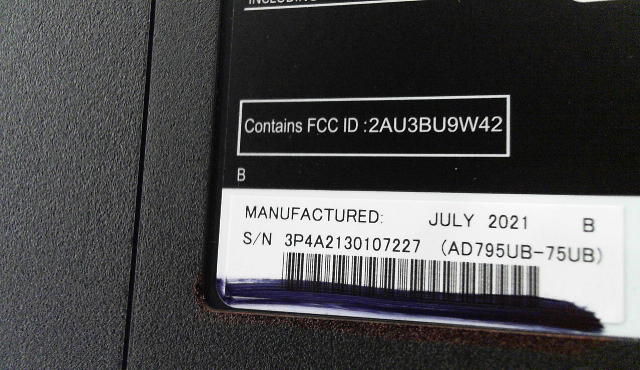 Contains FCC ID :2AU3BU9W42
B
MANUFACTURED: JULY 2021 B
S/N 3P4A2130107227 (AD795UB-75UB)